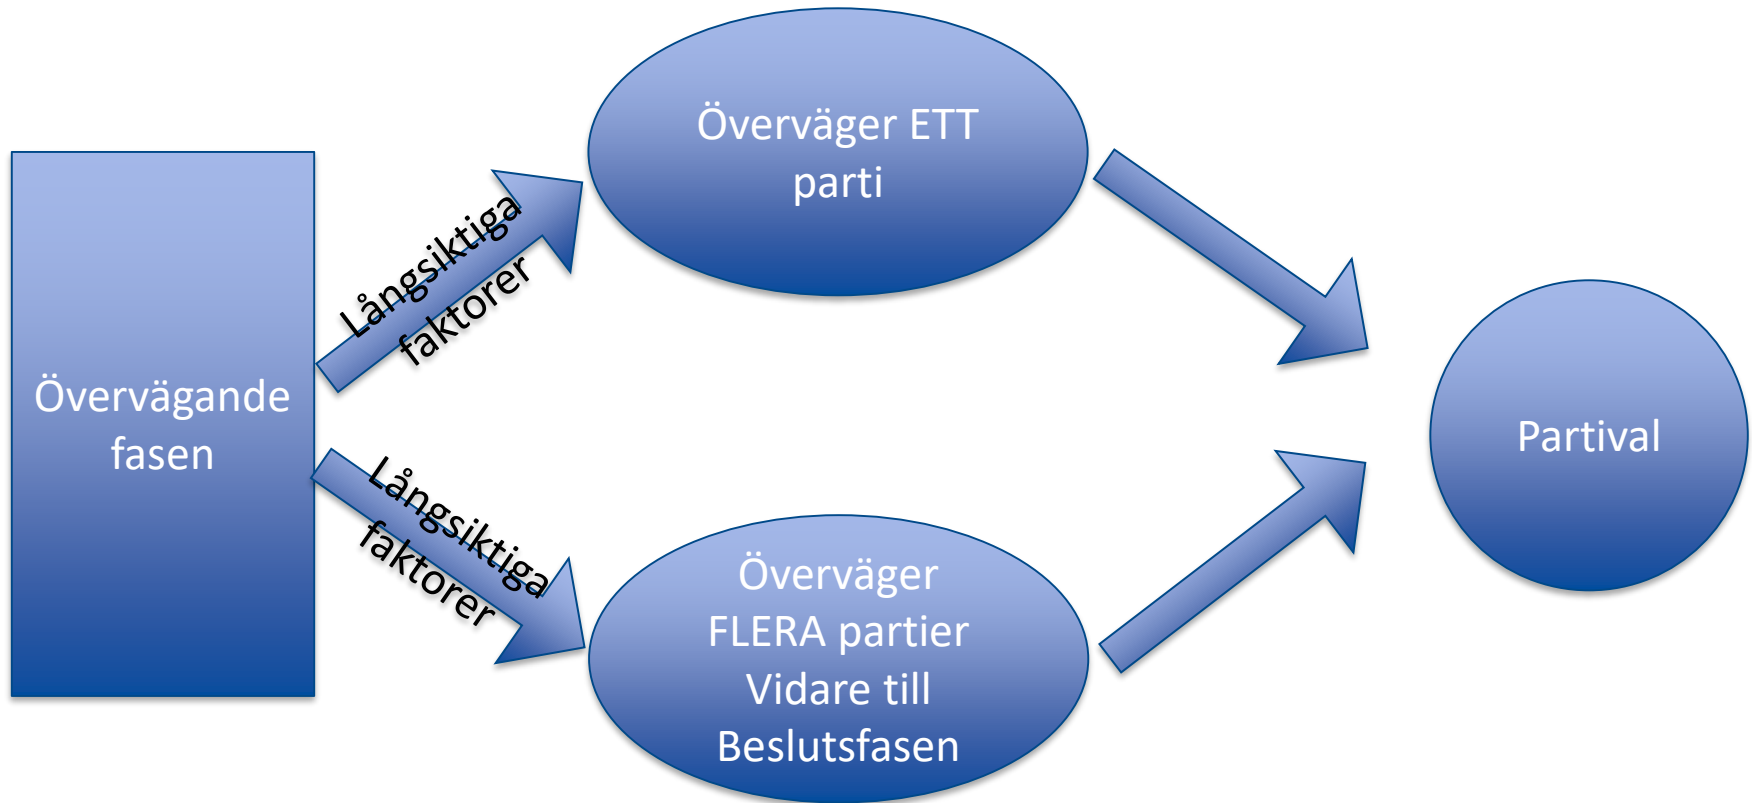 Överväger ETT
parti
Långsiktiga
faktorer
Övervägande
fasen
Partival
Långsiktiga
faktorer
Överväger
FLERA partier
Vidare till
Beslutsfasen